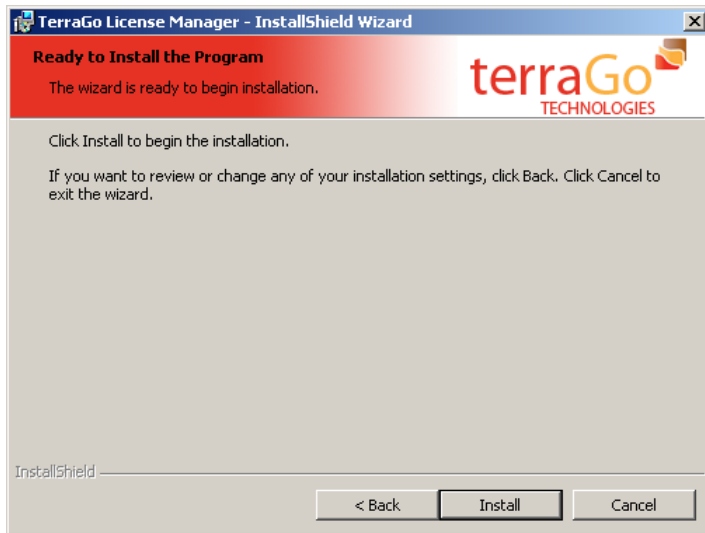 TerraGo License Manager - InstallShield Wizard
Ready to Install the Program
The wizard is ready to begin installation.
terraGo
TECHNOLOGIES
Click Install to begin the installation.
If you want to review or change any of your installation settings, click Back. Click Cancel to
exit the wizard.
InstallShield
< Back
Install
Cancel